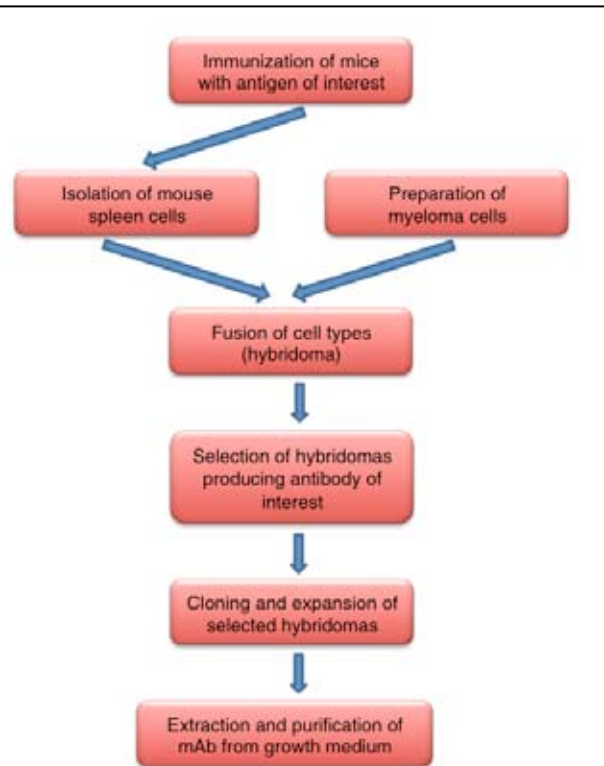 Immunization of mice
with antigen of interest
Isolation of mouse
spleen cells
Preparation of
myeloma cells
Fusion of cell types
(hybridoma)
Selection of hybridomas
producing antibody of
interest
Cloning and expansion of
selected hybridomas
Extraction and purification of
mAb from growth medium